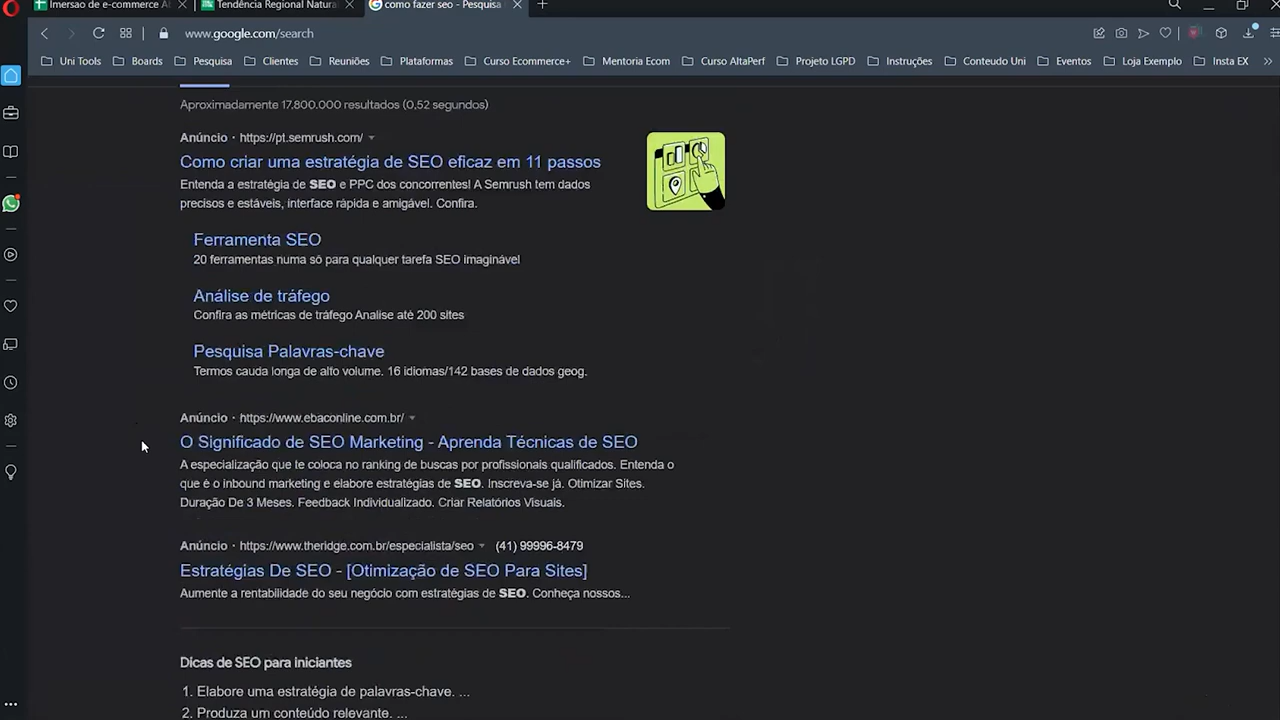 Imersao de e-commerce Al
Tendência Regional Natura
como fazer seo - Pesquisa
www.google.com/search
Uni Tools
Boards
Pesquisa
Clientes
Reuniões
Plataformas
Curso Ecommerce+
Mentoria Ecom
Curso AltaPerf
Projeto LGPD
Instruções
Conteudo Uni
Eventos
Loja Exemplo
Insta EX
Aproximadamente 17.800.000 resultados (0,52 segundos)
Anúncio · https://pt.semrush.com/
Como criar uma estratégia de SEO eficaz em 11 passos
Entenda a estratégia de SEO e PPC dos concorrentes! A Semrush tem dados
precisos e estáveis, interface rápida e amigável. Confira.
Ferramenta SEO
20 ferramentas numa só para qualquer tarefa SEO imaginável
Análise de tráfego
Confira as métricas de tráfego Analise até 200 sites
Pesquisa Palavras-chave
Termos cauda longa de alto volume. 16 idiomas/142 bases de dados geog.
Anúncio · https://www.ebaconline.com.br/
O Significado de SEO Marketing - Aprenda Técnicas de SEO
A especialização que te coloca no ranking de buscas por profissionais qualificados. Entenda o
que é o inbound marketing e elabore estratégias de SEO. Inscreva-se já. Otimizar Sites.
Duração De 3 Meses. Feedback Individualizado. Criar Relatórios Visuais.
Anúncio · https://www.theridge.com.br/especialista/seo (41) 99996-8479
Estratégias De SEO - [Otimização de SEO Para Sites]
Aumente a rentabilidade do seu negócio com estratégias de SEO. Conheça nossos...
Dicas de SEO para iniciantes
1. Elabore uma estratégia de palavras-chave. ...
2. Produza um conteúdo relevante. ...